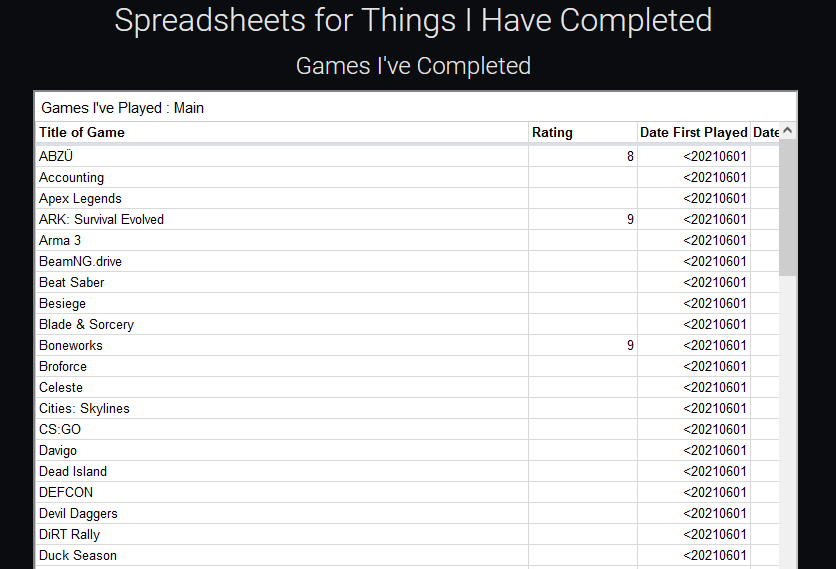 Spreadsheets for Things I Have Completed
Games I've Completed
Games I've Played : Main
Title of Game Rating Date First Played Date
ABZÜ 8 <20210601
Accounting <20210601
Apex Legends <20210601
ARK: Survival Evolved 9 <20210601
Arma 3 <20210601
BeamNG.drive <20210601
Beat Saber <20210601
Besiege <20210601
Blade & Sorcery <20210601
Boneworks 9 <20210601
Broforce <20210601
Celeste <20210601
Cities: Skylines <20210601
CS:GO <20210601
Davigo <20210601
Dead Island <20210601
DEFCON <20210601
Devil Daggers <20210601
DiRT Rally <20210601
Duck Season <20210601